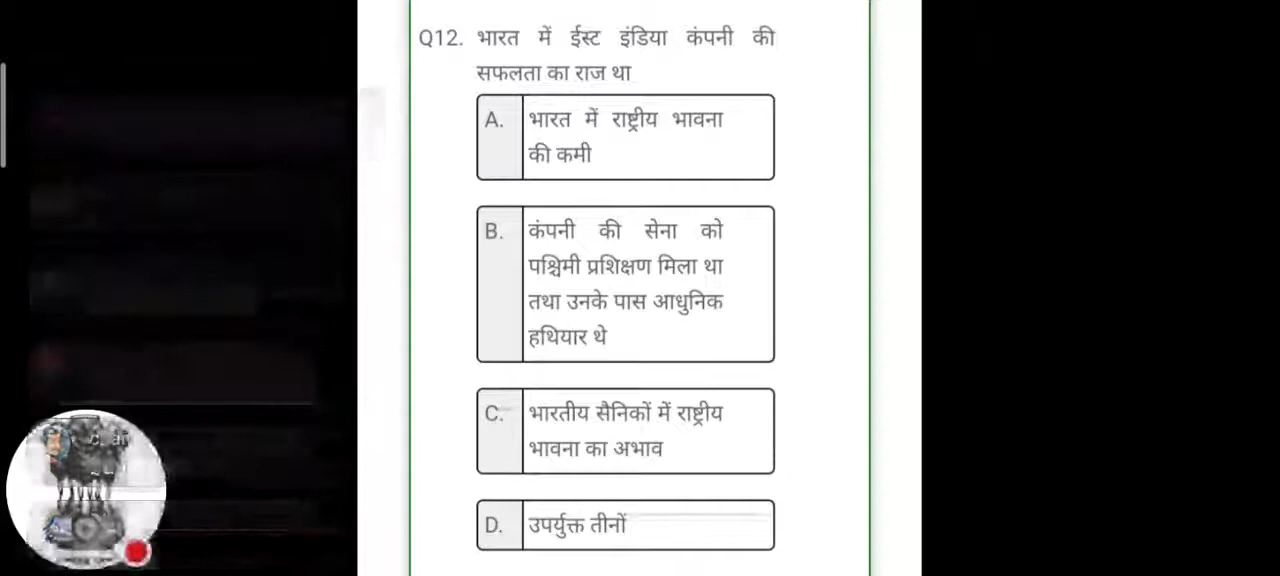 Q12. भारत में ईस्ट इंडिया कंपनी की
सफलता का राज था
A. भारत में राष्ट्रीय भावना
की कमी
B. कंपनी की सेना को
पश्चिमी प्रशिक्षण मिला था
तथा उनके पास आधुनिक
हथियार थे
C. भारतीय सैनिकों में राष्ट्रीय
भावना का अभाव
D. उपर्युक्त तीनों